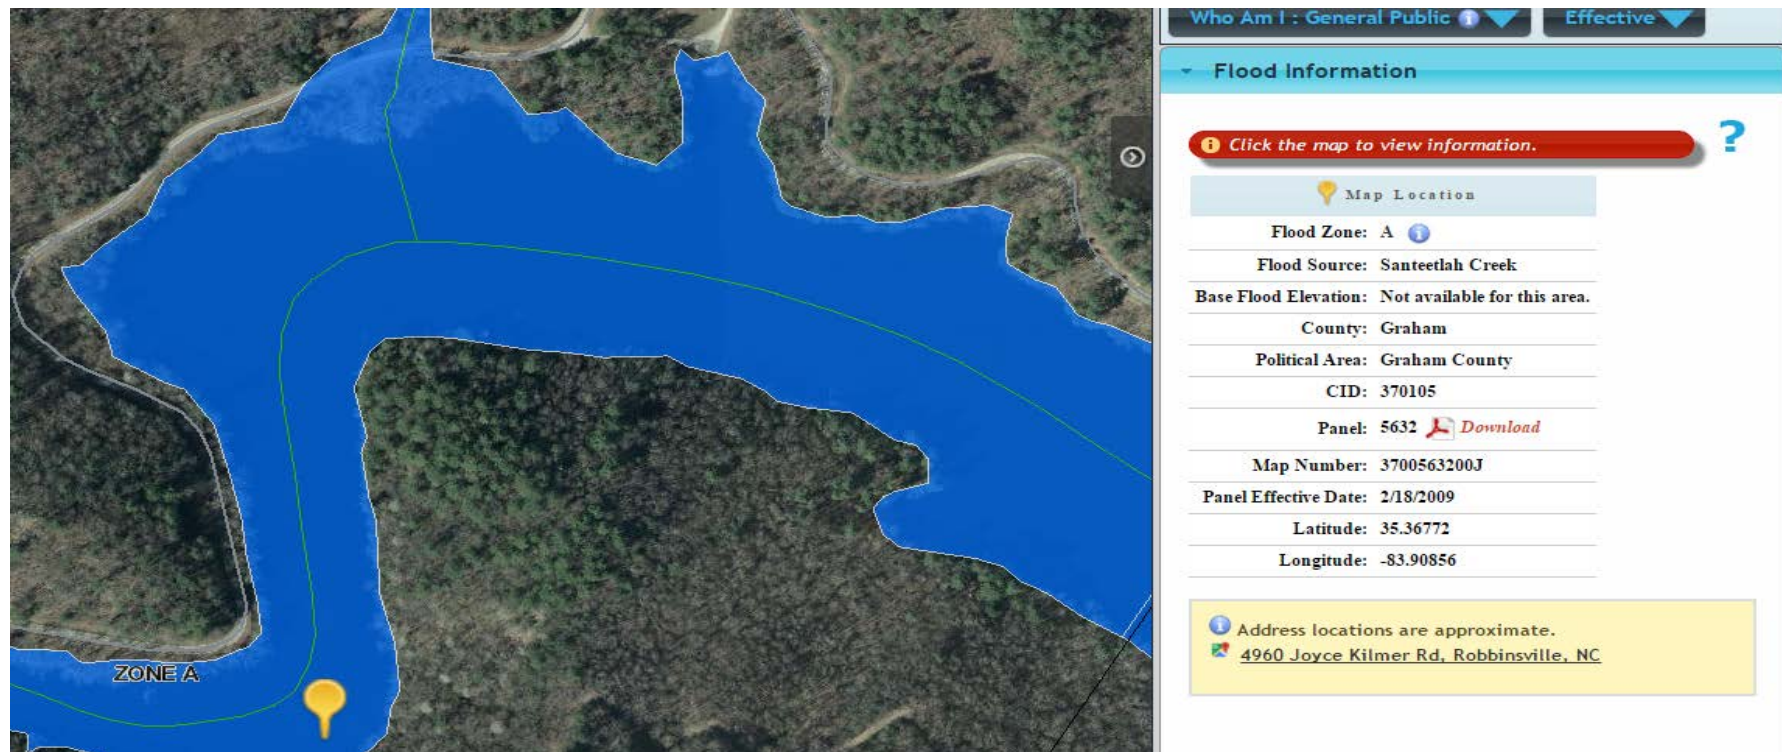 Who Am I : General Public
Effective
Flood Information
Click the map to view information.
?
Map Location
Flood Zone: A
Flood Source: Santeetlah Creek
Base Flood Elevation: Not available for this area.
County: Graham
Political Area: Graham County
CID: 370105
Panel: 5632 Download
Map Number: 3700563200J
Panel Effective Date: 2/18/2009
Latitude: 35.36772
Longitude: -83.90856
Address locations are approximate.
4960 Joyce Kilmer Rd, Robbinsville, NC
ZONE A